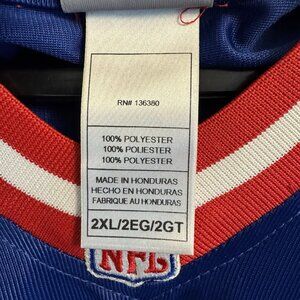 RN# 136380
100% POLYESTER
100% POLIESTER
100% POLYESTER
MADE IN HONDURAS
HECHO EN HONDURAS
FABRIQUE AU HONDURAS
2XL/2EG/2GT
NFL